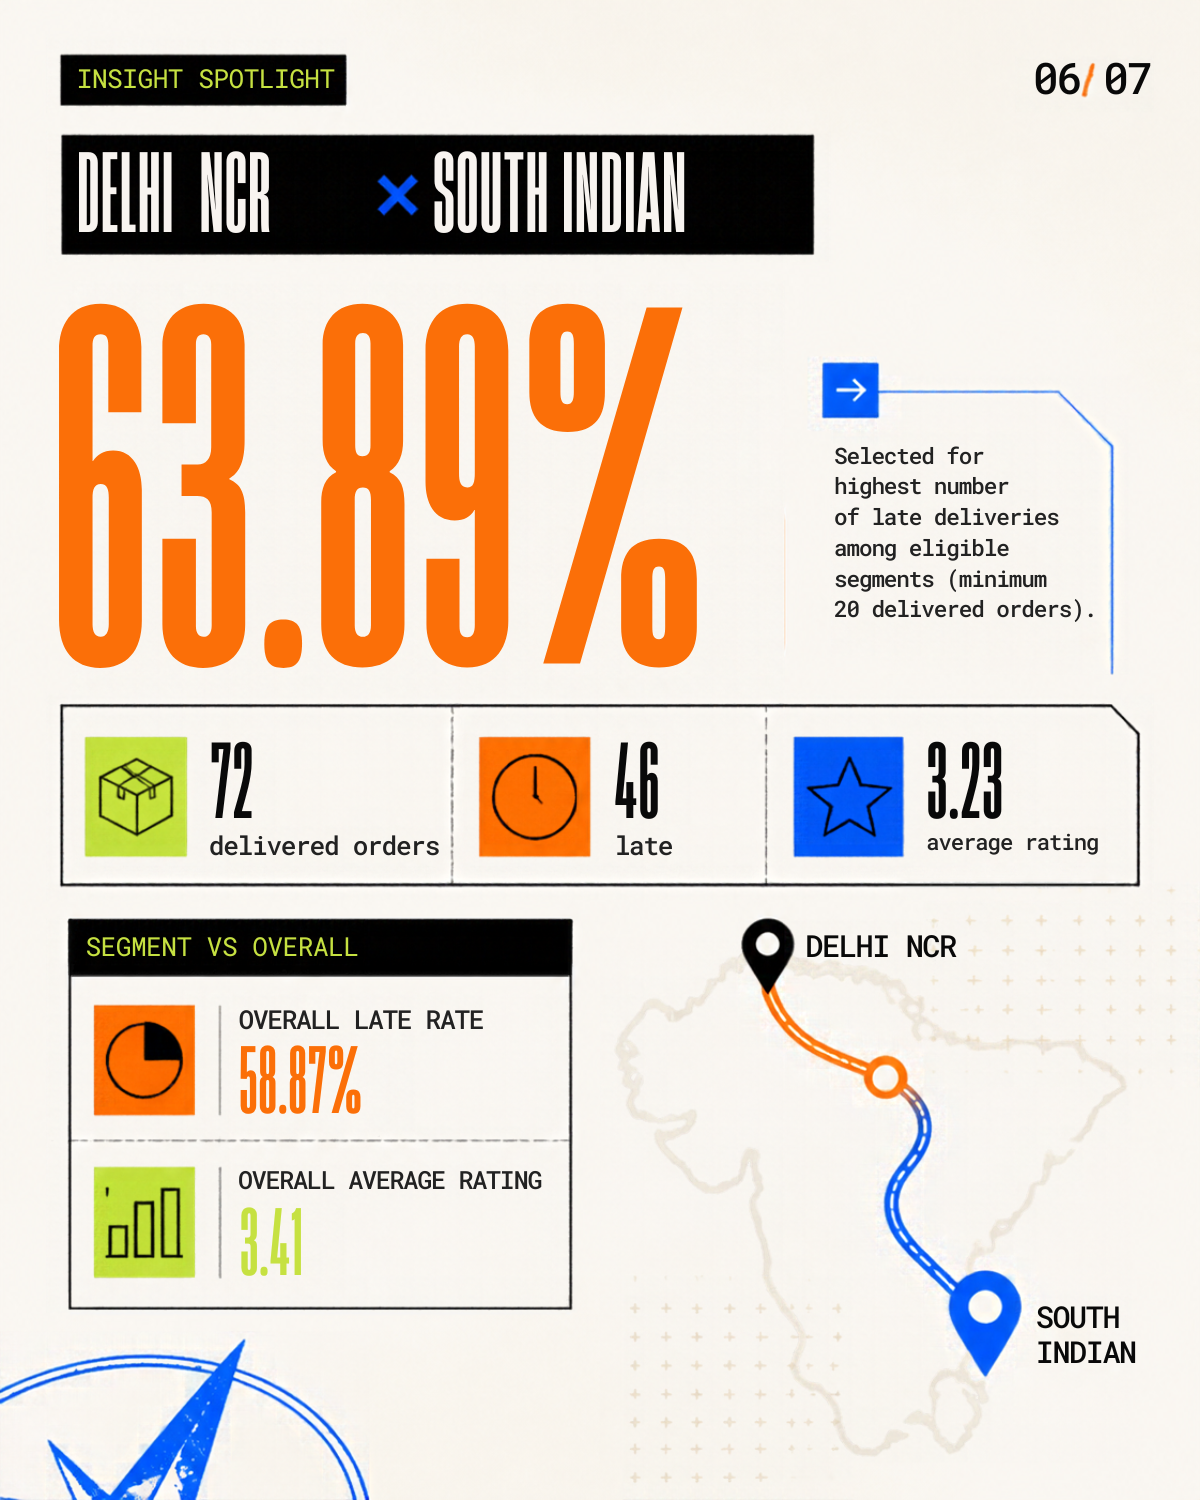 INSIGHT SPOTLIGHT
06/07
DELHI NCR × SOUTH INDIAN
63.89%
→
Selected for
highest number
of late deliveries
among eligible
segments (minimum
20 delivered orders).
72
delivered orders
46
late
3.23
average rating
SEGMENT VS OVERALL
OVERALL LATE RATE
58.87%
OVERALL AVERAGE RATING
3.41
DELHI NCR
SOUTH
INDIAN